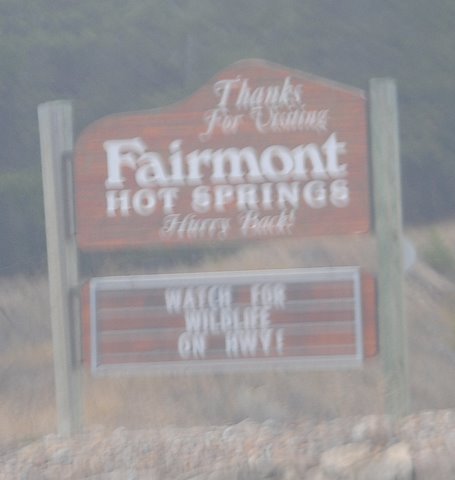 Thanks
For Visiting
Fairmont
HOT SPRINGS
Hurry Back!
WATCH FOR
WILDLIFE
ON HWY!